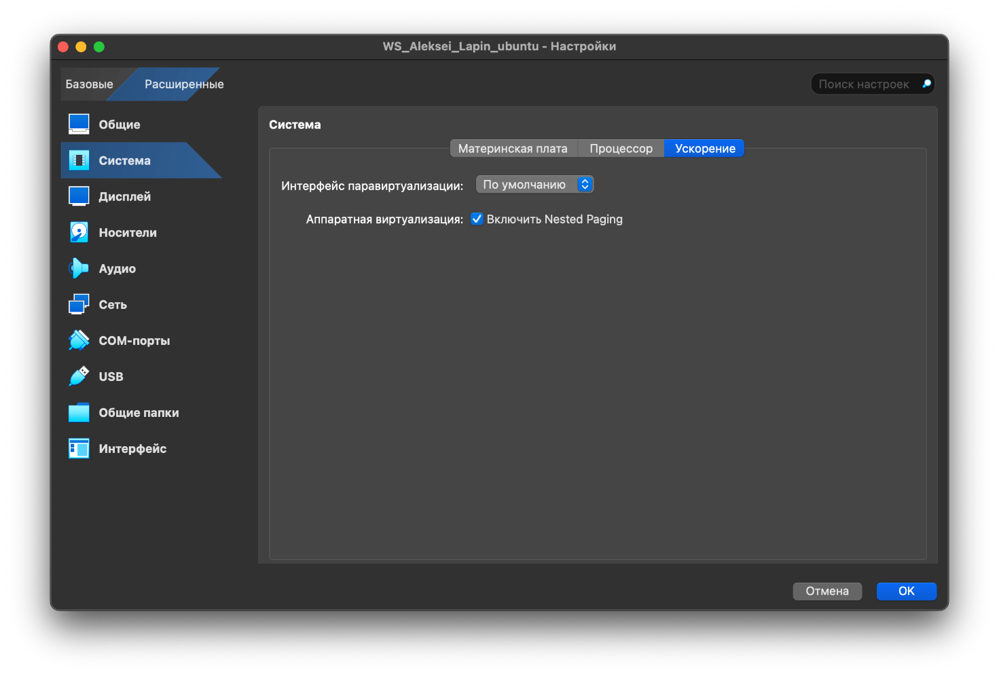 WS_Aleksei_Lapin_ubuntu - Настройки
Базовые
Расширенные
Поиск настроек
Общие
Система
Дисплей
Носители
Аудио
Сеть
COM-порты
USB
Общие папки
Интерфейс
Система
Материнская плата
Процессор
Ускорение
Интерфейс паравиртуализации: По умолчанию
Аппаратная виртуализация: Включить Nested Paging
Отмена
OK